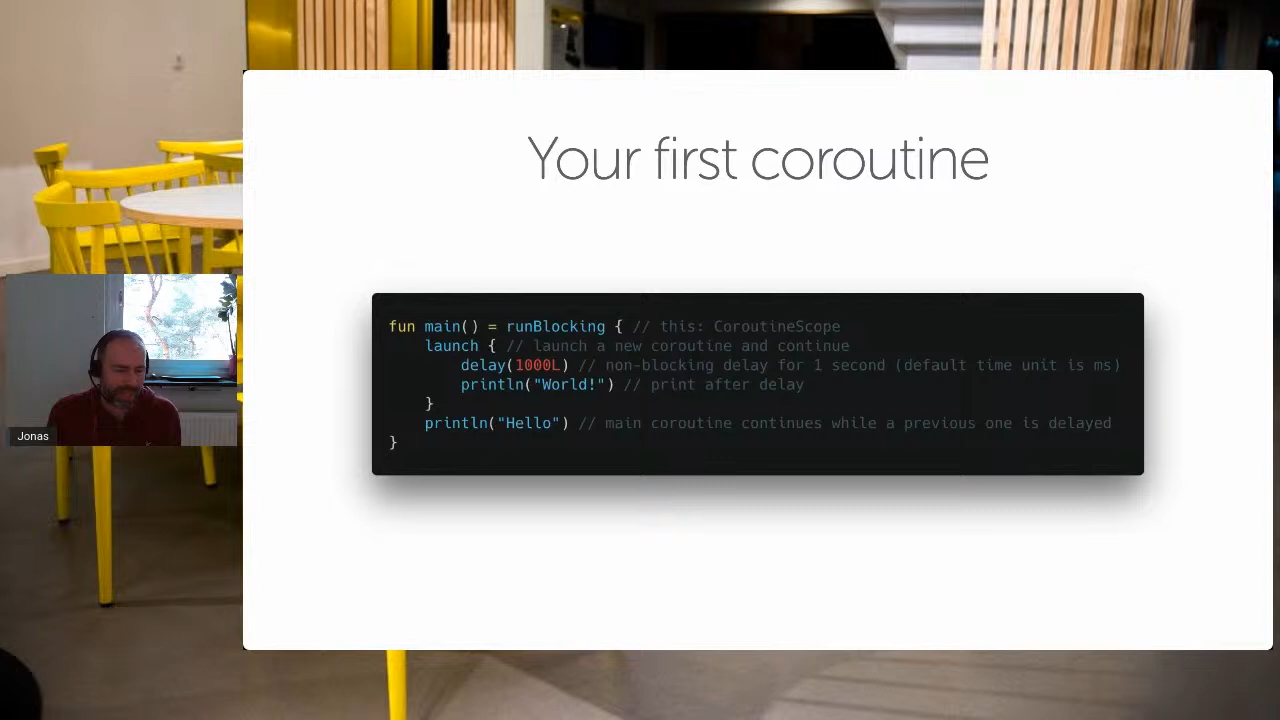 Your first coroutine
fun main() = runBlocking { // this: CoroutineScope
    launch { // launch a new coroutine and continue
        delay(1000L) // non-blocking delay for 1 second (default time unit is ms)
        println("World!") // print after delay
    }
    println("Hello") // main coroutine continues while a previous one is delayed
}
Jonas